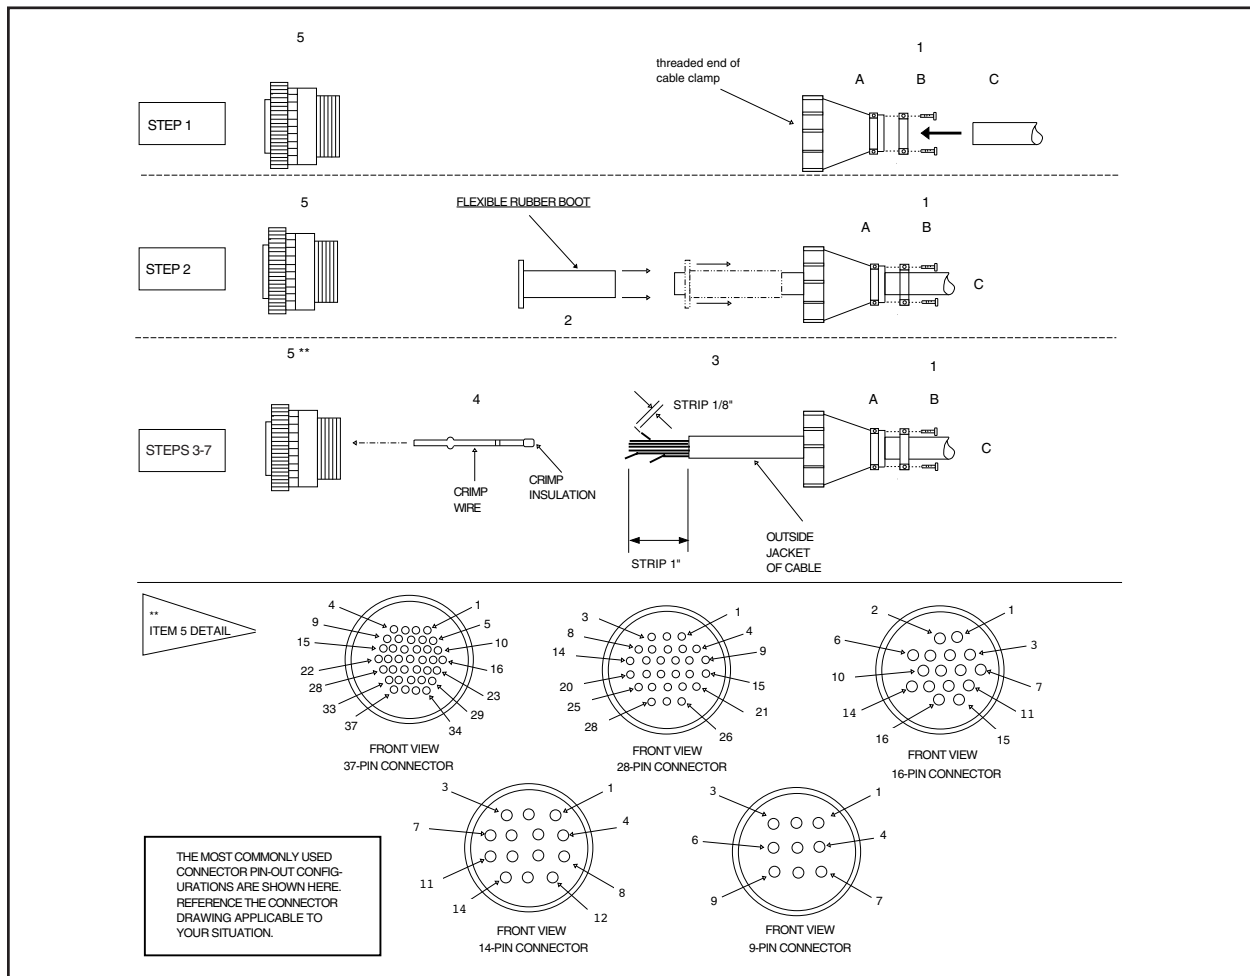 5
1
threaded end of
cable clamp
A B C
STEP 1
5
FLEXIBLE RUBBER BOOT
1
A B
STEP 2
C
2
5 **
3
1
4
STRIP 1/8"
A B
STEPS 3-7
C
CRIMP
WIRE
CRIMP
INSULATION
OUTSIDE
JACKET
OF CABLE
STRIP 1"
**
ITEM 5 DETAIL
4 1
9 5
15 10
22 16
28 23
33 29
37 34
FRONT VIEW
37-PIN CONNECTOR
3 1
8 4
14 9
20 15
25 21
28 26
FRONT VIEW
28-PIN CONNECTOR
2 1
6 3
10 7
14 11
16 15
FRONT VIEW
16-PIN CONNECTOR
3 1
7 4
11 8
14 12
FRONT VIEW
14-PIN CONNECTOR
3 1
6 4
9 7
FRONT VIEW
9-PIN CONNECTOR
THE MOST COMMONLY USED
CONNECTOR PIN-OUT CONFIG-
URATIONS ARE SHOWN HERE.
REFERENCE THE CONNECTOR
DRAWING APPLICABLE TO
YOUR SITUATION.